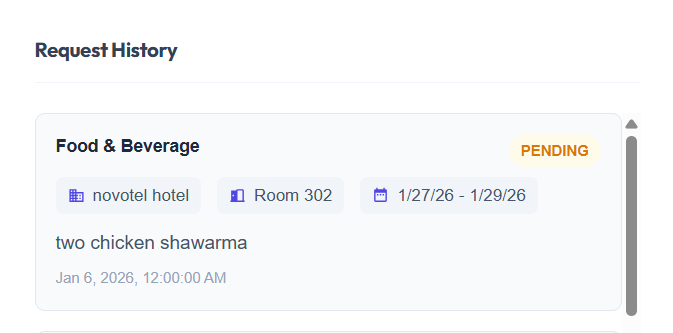 Request History
Food & Beverage
PENDING
novotel hotel
Room 302
1/27/26 - 1/29/26
two chicken shawarma
Jan 6, 2026, 12:00:00 AM